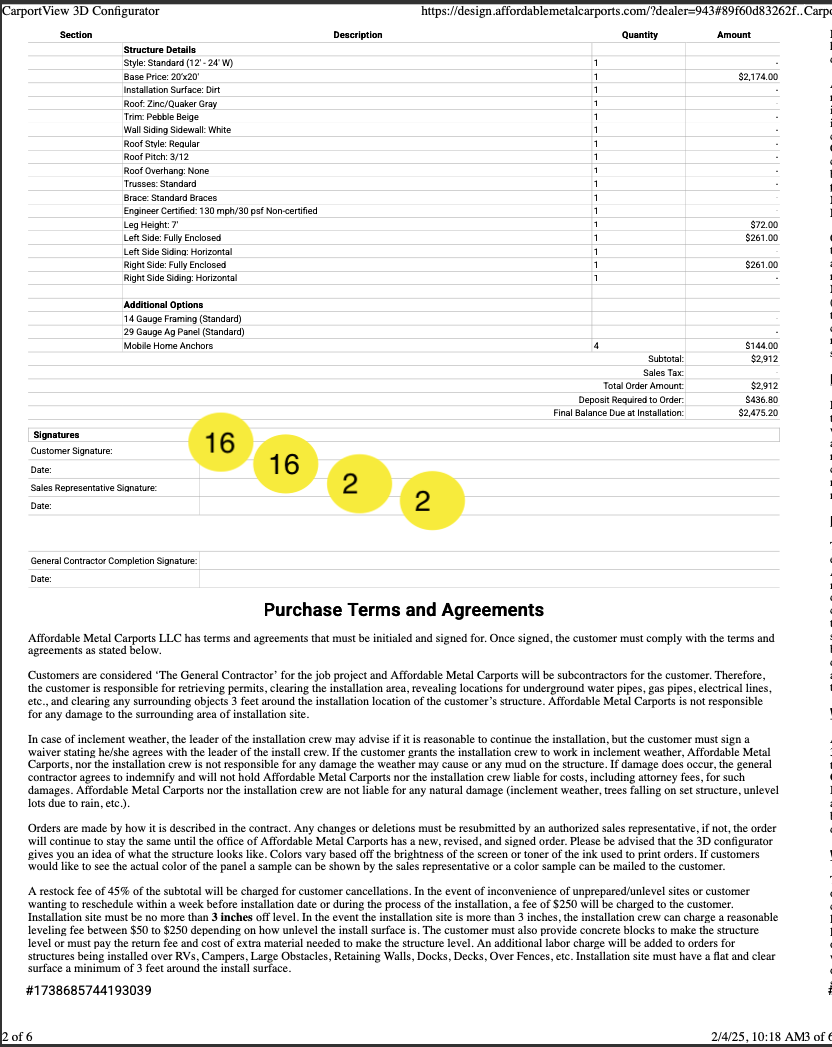 CarportView 3D Configurator https://design.affordablemetalcarports.com/?dealer=943#89f60d83262f.. Carpo
Section Description Quantity Amount
Structure Details
Style: Standard (12' - 24' W) 1 -
Base Price: 20'x20' 1 $2,174.00
Installation Surface: Dirt 1 -
Roof: Zinc/Quaker Gray 1 -
Trim: Pebble Beige 1 -
Wall Siding Sidewall: White 1 -
Roof Style: Regular 1 -
Roof Pitch: 3/12 1 -
Roof Overhang: None 1 -
Trusses: Standard 1 -
Brace: Standard Braces 1 -
Engineer Certified: 130 mph/30 psf Non-certified 1 -
Leg Height: 7' 1 $72.00
Left Side: Fully Enclosed 1 $261.00
Left Side Siding: Horizontal 1 -
Right Side: Fully Enclosed 1 $261.00
Right Side Siding: Horizontal 1 -
Additional Options
14 Gauge Framing (Standard) -
29 Gauge Ag Panel (Standard) -
Mobile Home Anchors 4 $144.00
Subtotal: $2,912
Sales Tax: -
Total Order Amount: $2,912
Deposit Required to Order: $436.80
Final Balance Due at Installation: $2,475.20
Signatures
Customer Signature: 16
Date: 16
Sales Representative Signature: 2
Date: 2
General Contractor Completion Signature:
Date:
Purchase Terms and Agreements
Affordable Metal Carports LLC has terms and agreements that must be initialed and signed for. Once signed, the customer must comply with the terms and
agreements as stated below.
Customers are considered ‘The General Contractor’ for the job project and Affordable Metal Carports will be subcontractors for the customer. Therefore,
the customer is responsible for retrieving permits, clearing the installation area, revealing locations for underground water pipes, gas pipes, electrical lines,
etc., and clearing any surrounding objects 3 feet around the installation location of the customer’s structure. Affordable Metal Carports is not responsible
for any damage to the surrounding area of installation site.
In case of inclement weather, the leader of the installation crew may advise if it is reasonable to continue the installation, but the customer must sign a
waiver stating he/she agrees with the leader of the install crew. If the customer grants the installation crew to work in inclement weather, Affordable Metal
Carports, nor the installation crew is not responsible for any damage the weather may cause or any mud on the structure. If damage does occur, the general
contractor agrees to indemnify and will not hold Affordable Metal Carports nor the installation crew liable for costs, including attorney fees, for such
damages. Affordable Metal Carports nor the installation crew are not liable for any natural damage (inclement weather, trees falling on set structure, unlevel
lots due to rain, etc.).
Orders are made by how it is described in the contract. Any changes or deletions must be resubmitted by an authorized sales representative, if not, the order
will continue to stay the same until the office of Affordable Metal Carports has a new, revised, and signed order. Please be advised that the 3D configurator
gives you an idea of what the structure looks like. Colors vary based off the brightness of the screen or toner of the ink used to print orders. If customers
would like to see the actual color of the panel a sample can be shown by the sales representative or a color sample can be mailed to the customer.
A restock fee of 45% of the subtotal will be charged for customer cancellations. In the event of inconvenience of unprepared/unlevel sites or customer
wanting to reschedule within a week before installation date or during the process of the installation, a fee of $250 will be charged to the customer.
Installation site must be no more than 3 inches off level. In the event the installation site is more than 3 inches, the installation crew can charge a reasonable
leveling fee between $50 to $250 depending on how unlevel the install surface is. The customer must also provide concrete blocks to make the structure
level or must pay the return fee and cost of extra material needed to make the structure level. An additional labor charge will be added to orders for
structures being installed over RVs, Campers, Large Obstacles, Retaining Walls, Docks, Decks, Over Fences, etc. Installation site must have a flat and clear
surface a minimum of 3 feet around the install surface.
#1738685744193039
2 of 6 2/4/25, 10:18 AM 3 of 6